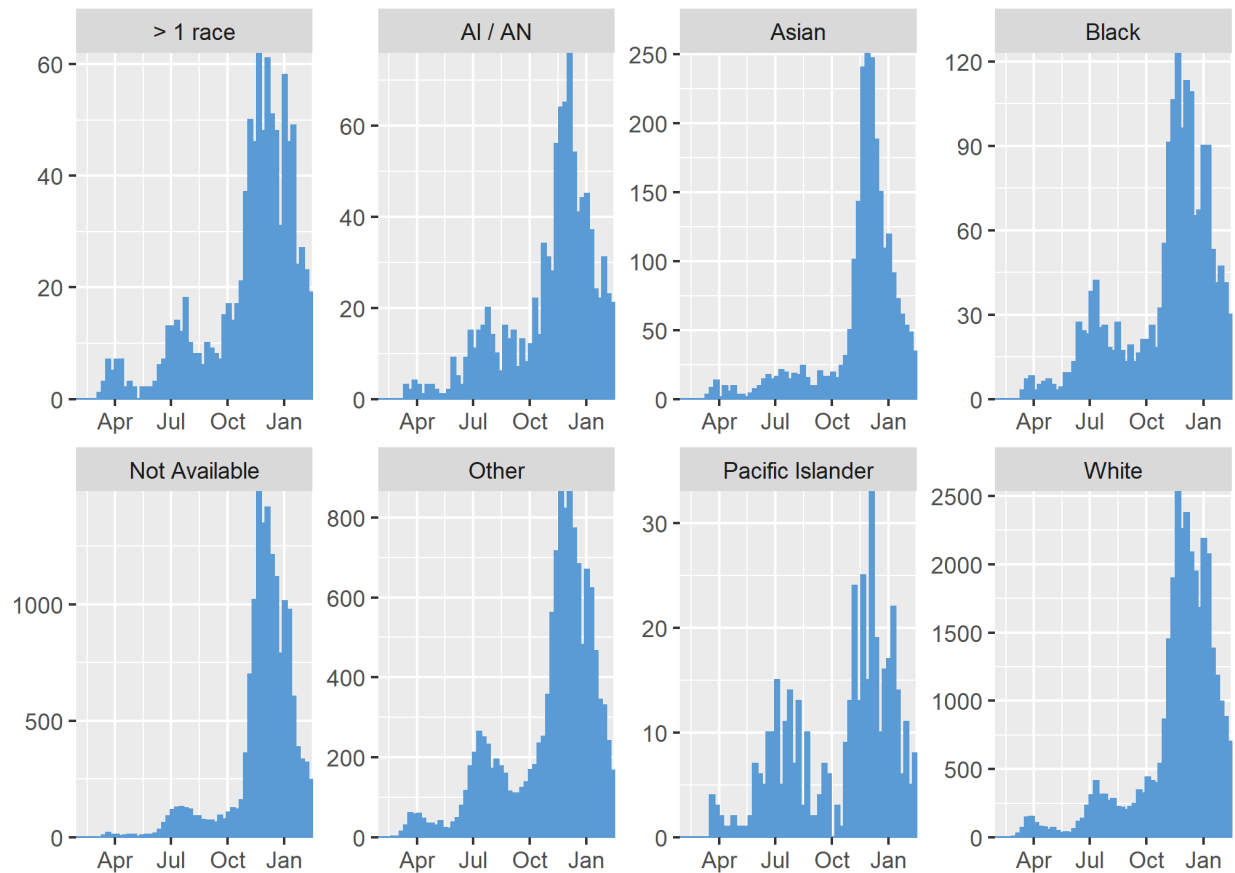 > 1 race
60
40
20
0
Apr Jul Oct Jan
AI / AN
60
40
20
0
Apr Jul Oct Jan
Asian
250
200
150
100
50
0
Apr Jul Oct Jan
Black
120
90
60
30
0
Apr Jul Oct Jan
Not Available
1000
500
0
Apr Jul Oct Jan
Other
800
600
400
200
0
Apr Jul Oct Jan
Pacific Islander
30
20
10
0
Apr Jul Oct Jan
White
2500
2000
1500
1000
500
0
Apr Jul Oct Jan